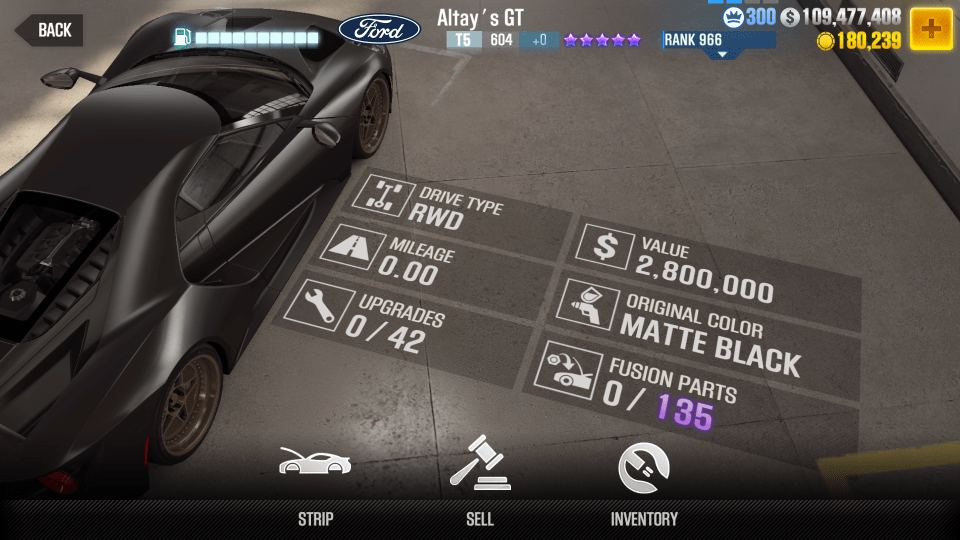 BACK
Ford
Altay's GT
T5 604 +0
RANK 966
300 109,477,408
180,239
DRIVE TYPE
RWD
MILEAGE
0.00
UPGRADES
0/42
$ VALUE
2,800,000
ORIGINAL COLOR
MATTE BLACK
FUSION PARTS
0/135
STRIP
SELL
INVENTORY